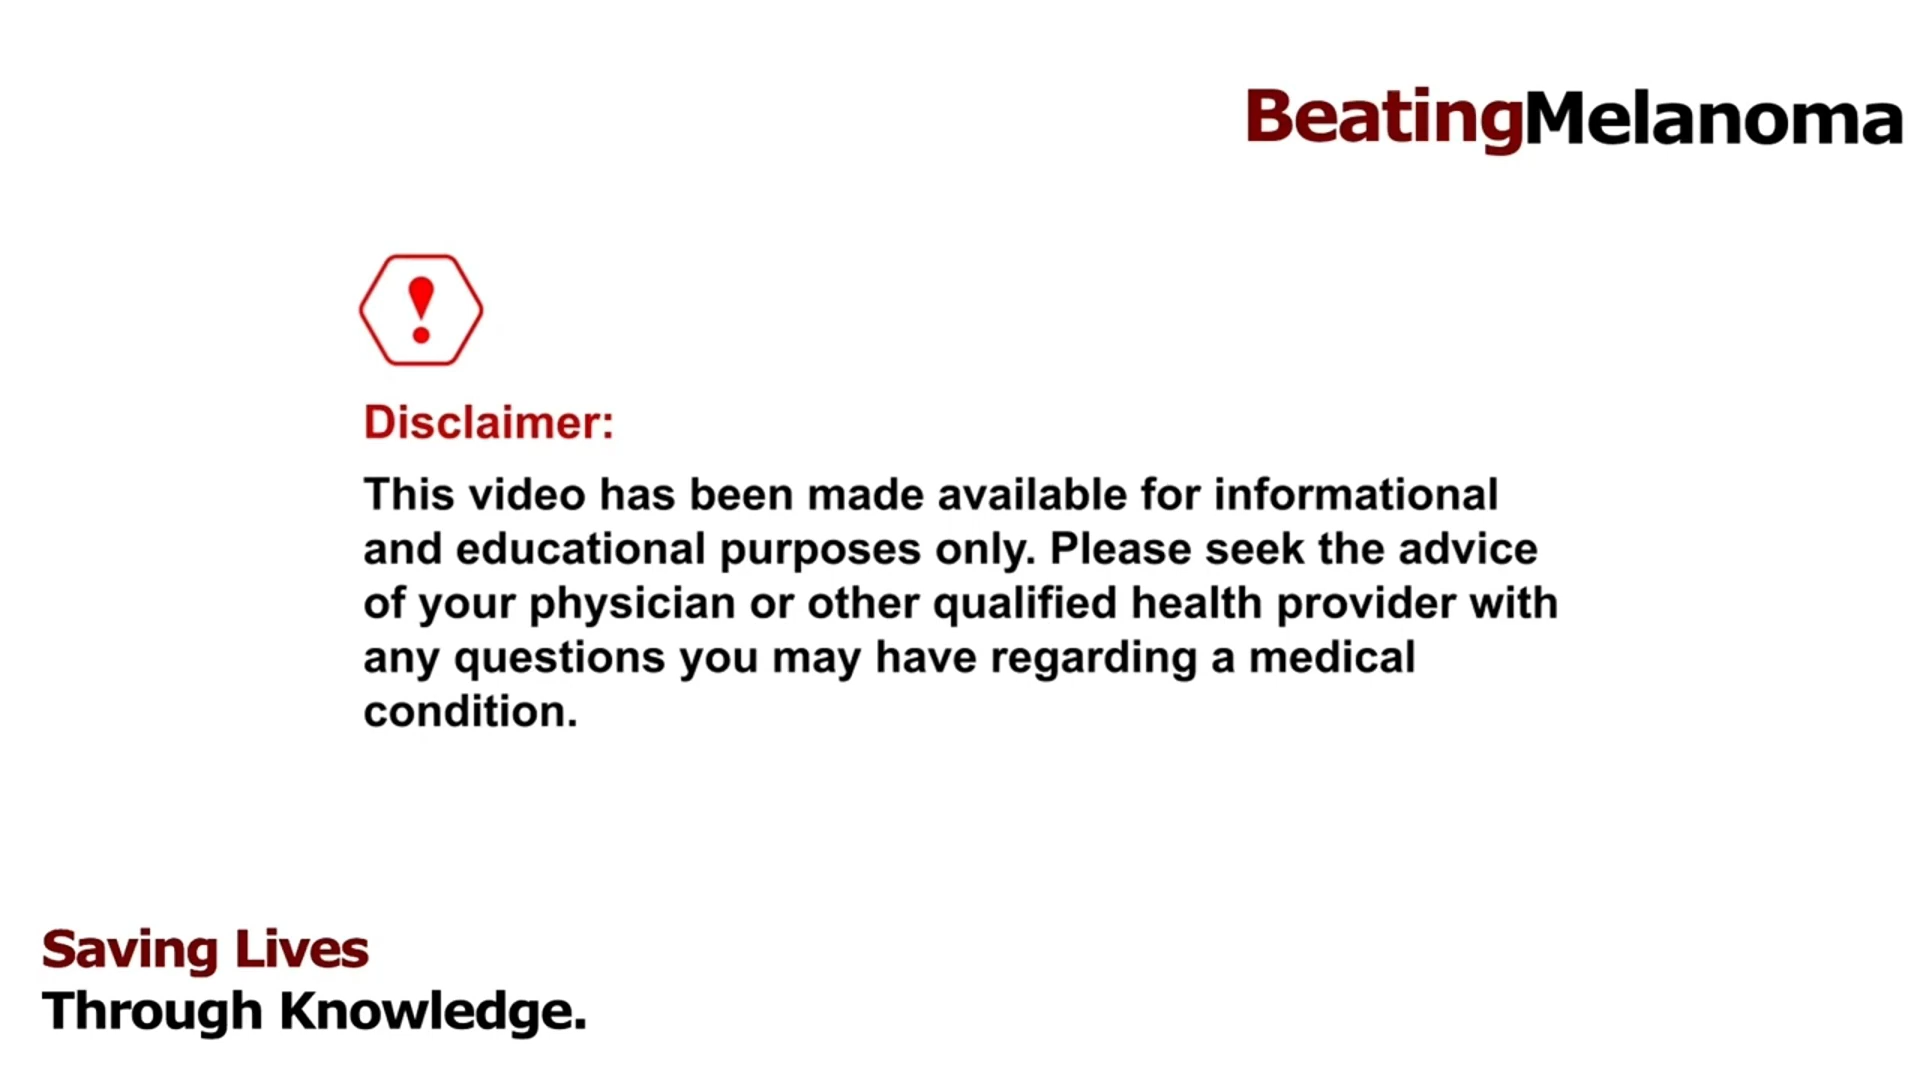 BeatingMelanoma
Disclaimer:
This video has been made available for informational
and educational purposes only. Please seek the advice
of your physician or other qualified health provider with
any questions you may have regarding a medical
condition.
Saving Lives
Through Knowledge.